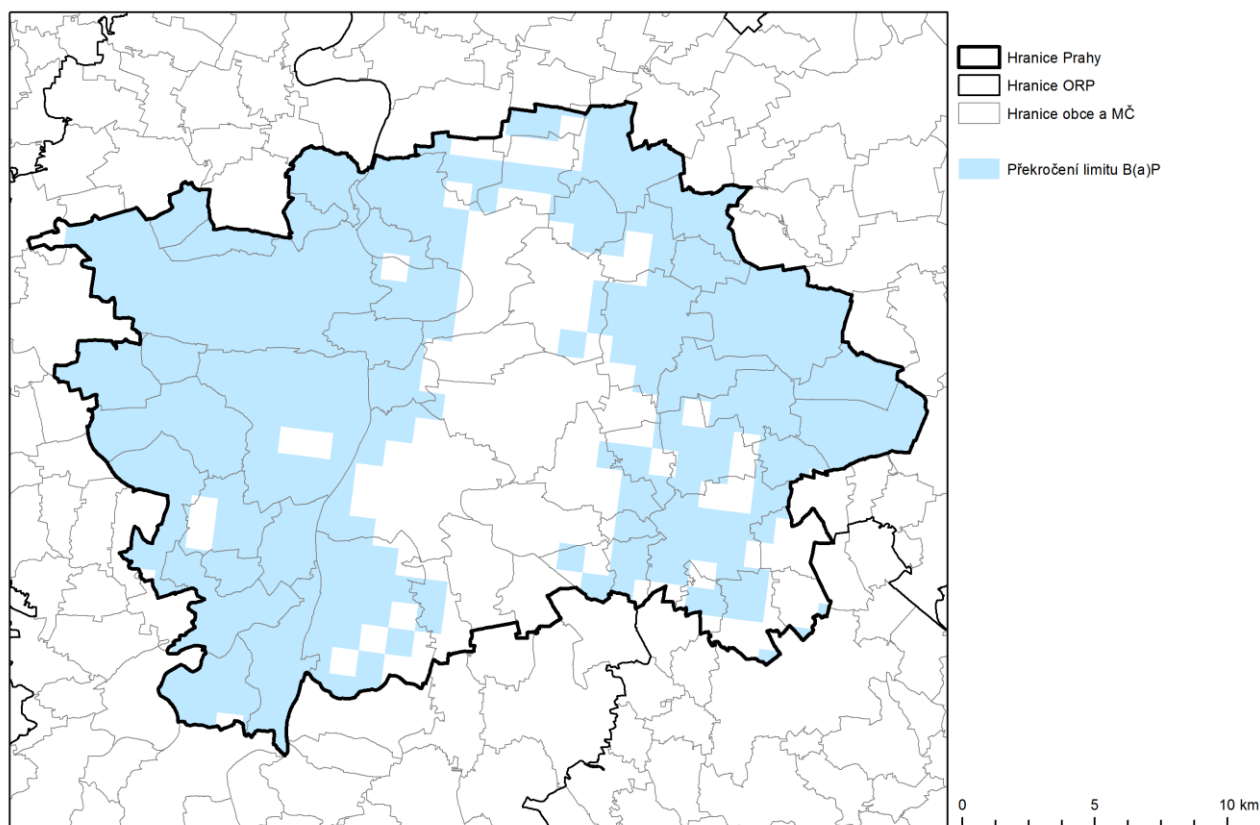 Hranice Prahy
Hranice ORP
Hranice obce a MČ
Překročení limitu B(a)P
0 5 10 km